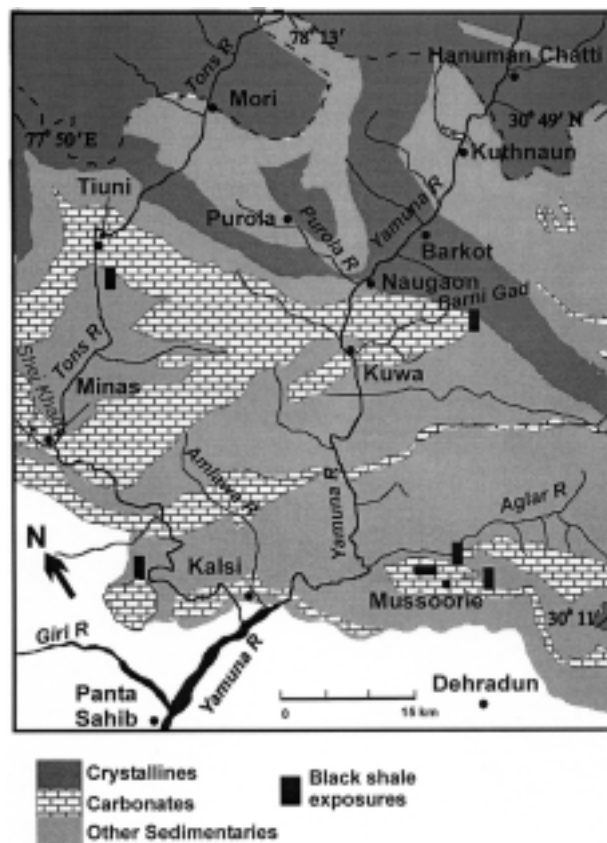 78° 13'
Hanuman Chatti
Tons R
Mori
30° 49' N
77° 50' E
Kuthnaun
Tiuni
Purola
Purola R
Yamuna R
Barkot
Naugaon
Barni Gad
Tons R
Kuwa
Minas
Amlawa R
Yamuna R
Aglar R
N
Kalsi
Mussoorie
30° 11'
Giri R
Yamuna R
Panta
Sahib
Dehradun
0 15 km
Crystallines
Carbonates
Other Sedimentaries
Black shale
exposures